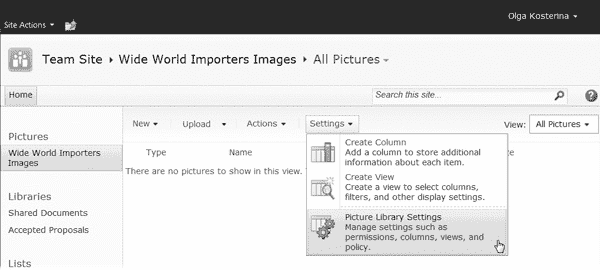 Site Actions
Olga Kosterina
Team Site ▸ Wide World Importers Images ▸ All Pictures
Home
Search this site...
Pictures
Wide World Importers
Images
Libraries
Shared Documents
Accepted Proposals
Lists
New
Upload
Actions
Settings
View:
All Pictures
Type
Name
There are no pictures to show in this view.
Create Column
Add a column to store additional
information about each item.
Create View
Create a view to select columns,
filters, and other display settings.
Picture Library Settings
Manage settings such as
permissions, columns, views, and
policy.